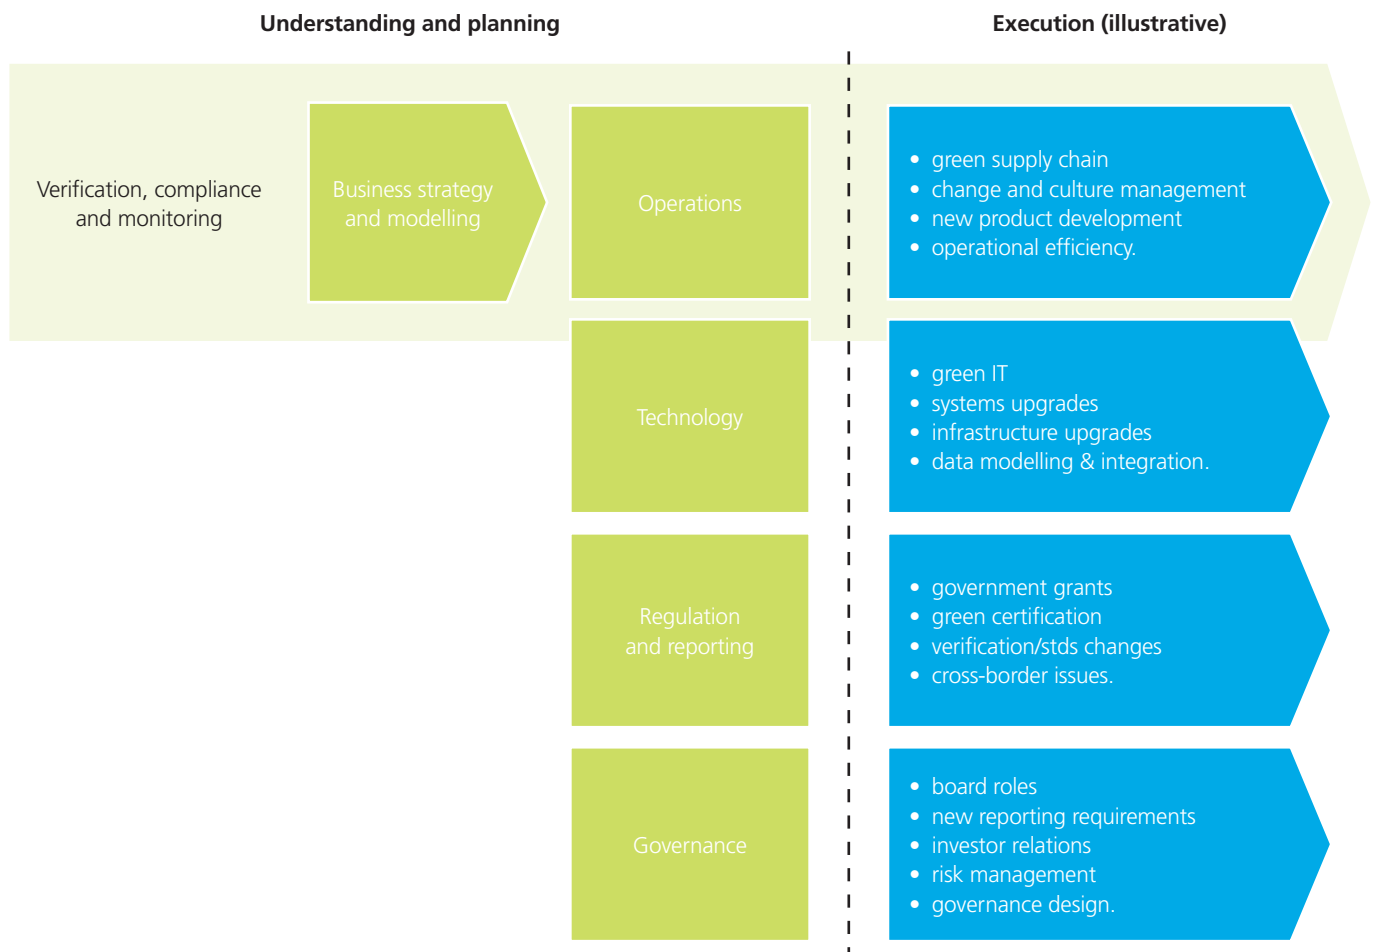 Understanding and planning
Execution (illustrative)
Verification, compliance
and monitoring
Business strategy
and modelling
Operations
• green supply chain
• change and culture management
• new product development
• operational efficiency.
Technology
• green IT
• systems upgrades
• infrastructure upgrades
• data modelling & integration.
Regulation
and reporting
• government grants
• green certification
• verification/stds changes
• cross-border issues.
Governance
• board roles
• new reporting requirements
• investor relations
• risk management
• governance design.